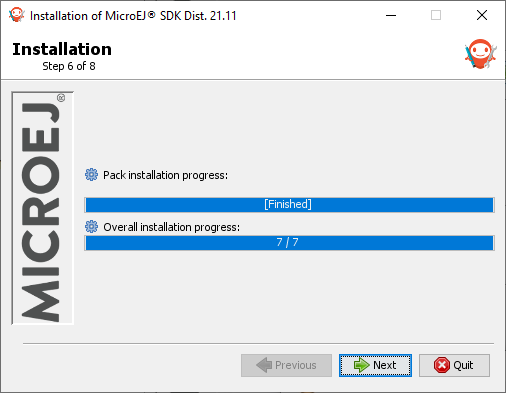 Installation of MicroEJ® SDK Dist. 21.11
Installation
Step 6 of 8
MICROEJ®
Pack installation progress:
[Finished]
Overall installation progress:
7 / 7
Previous
Next
Quit